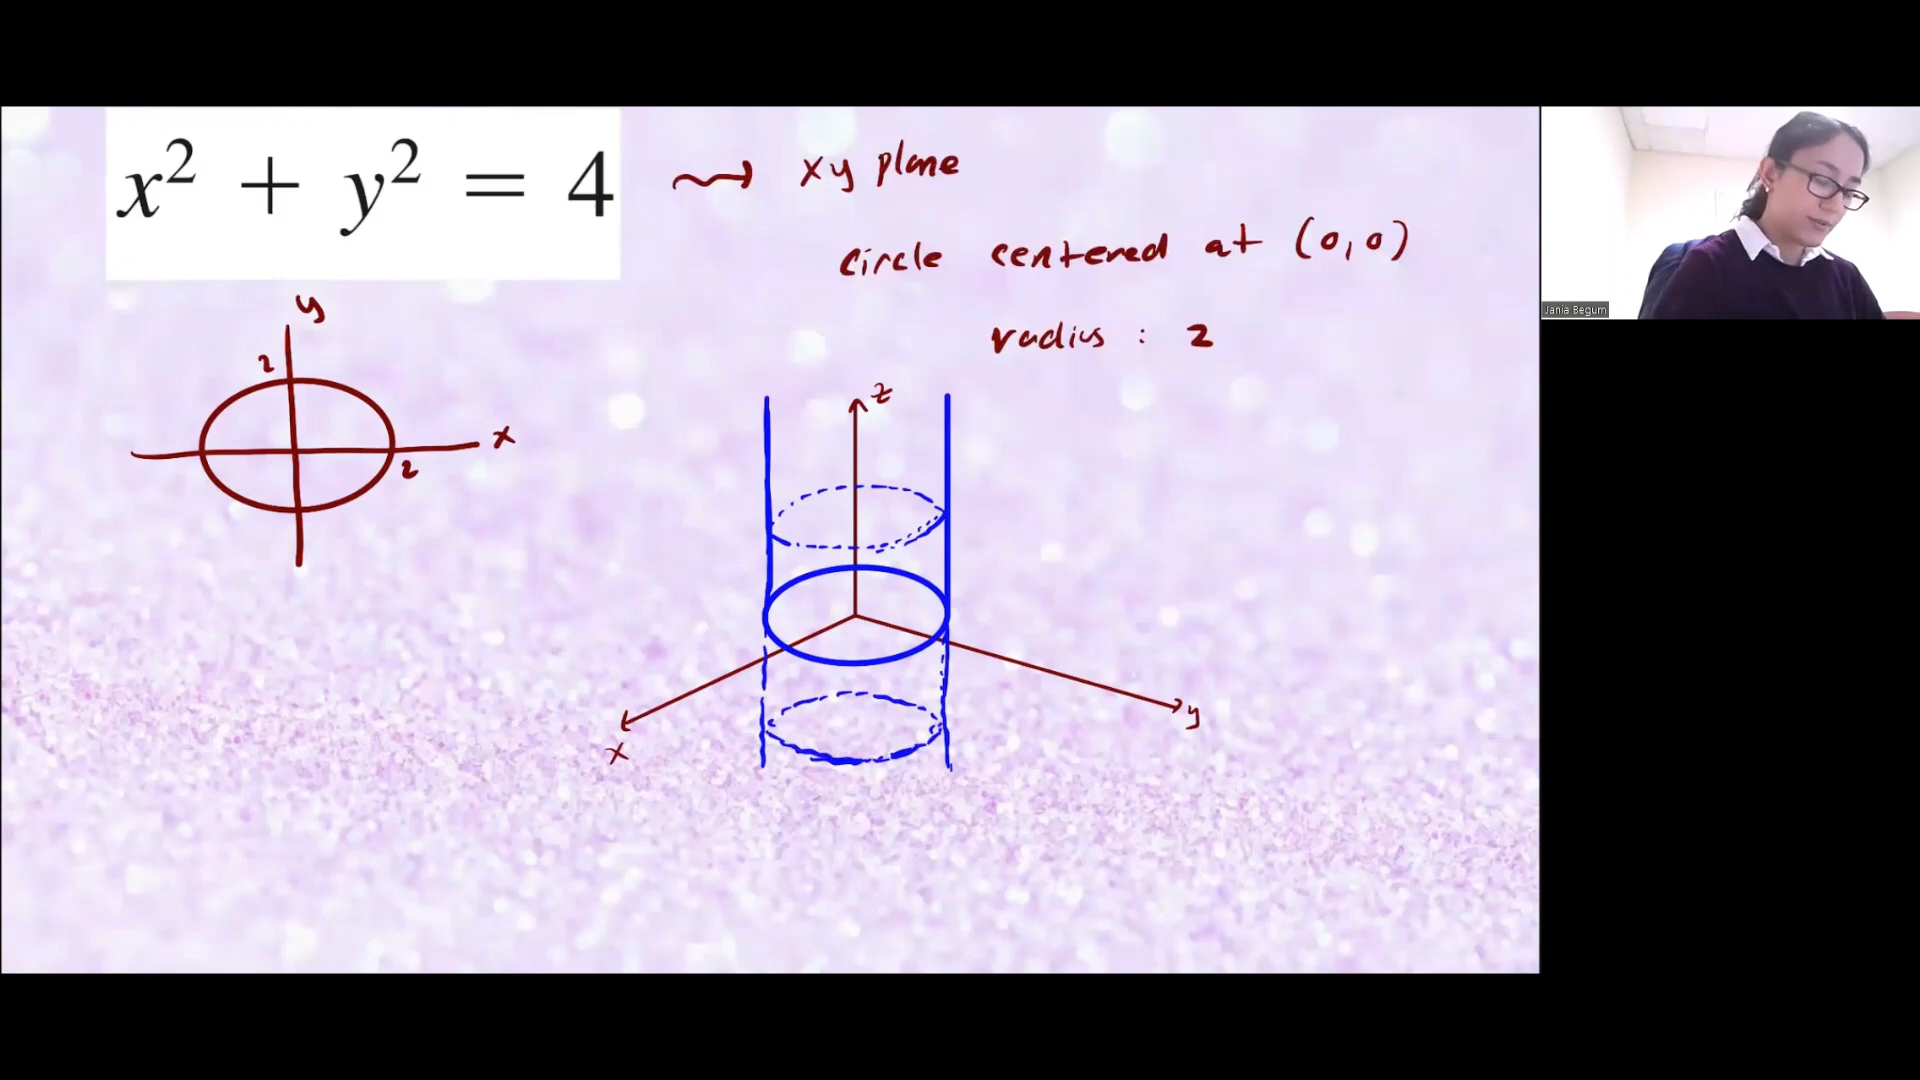 x² + y² = 4 ⇝ xy plane
circle centered at (0,0)
radius : 2
y
2
x
2
z
x
y
Jania Begum